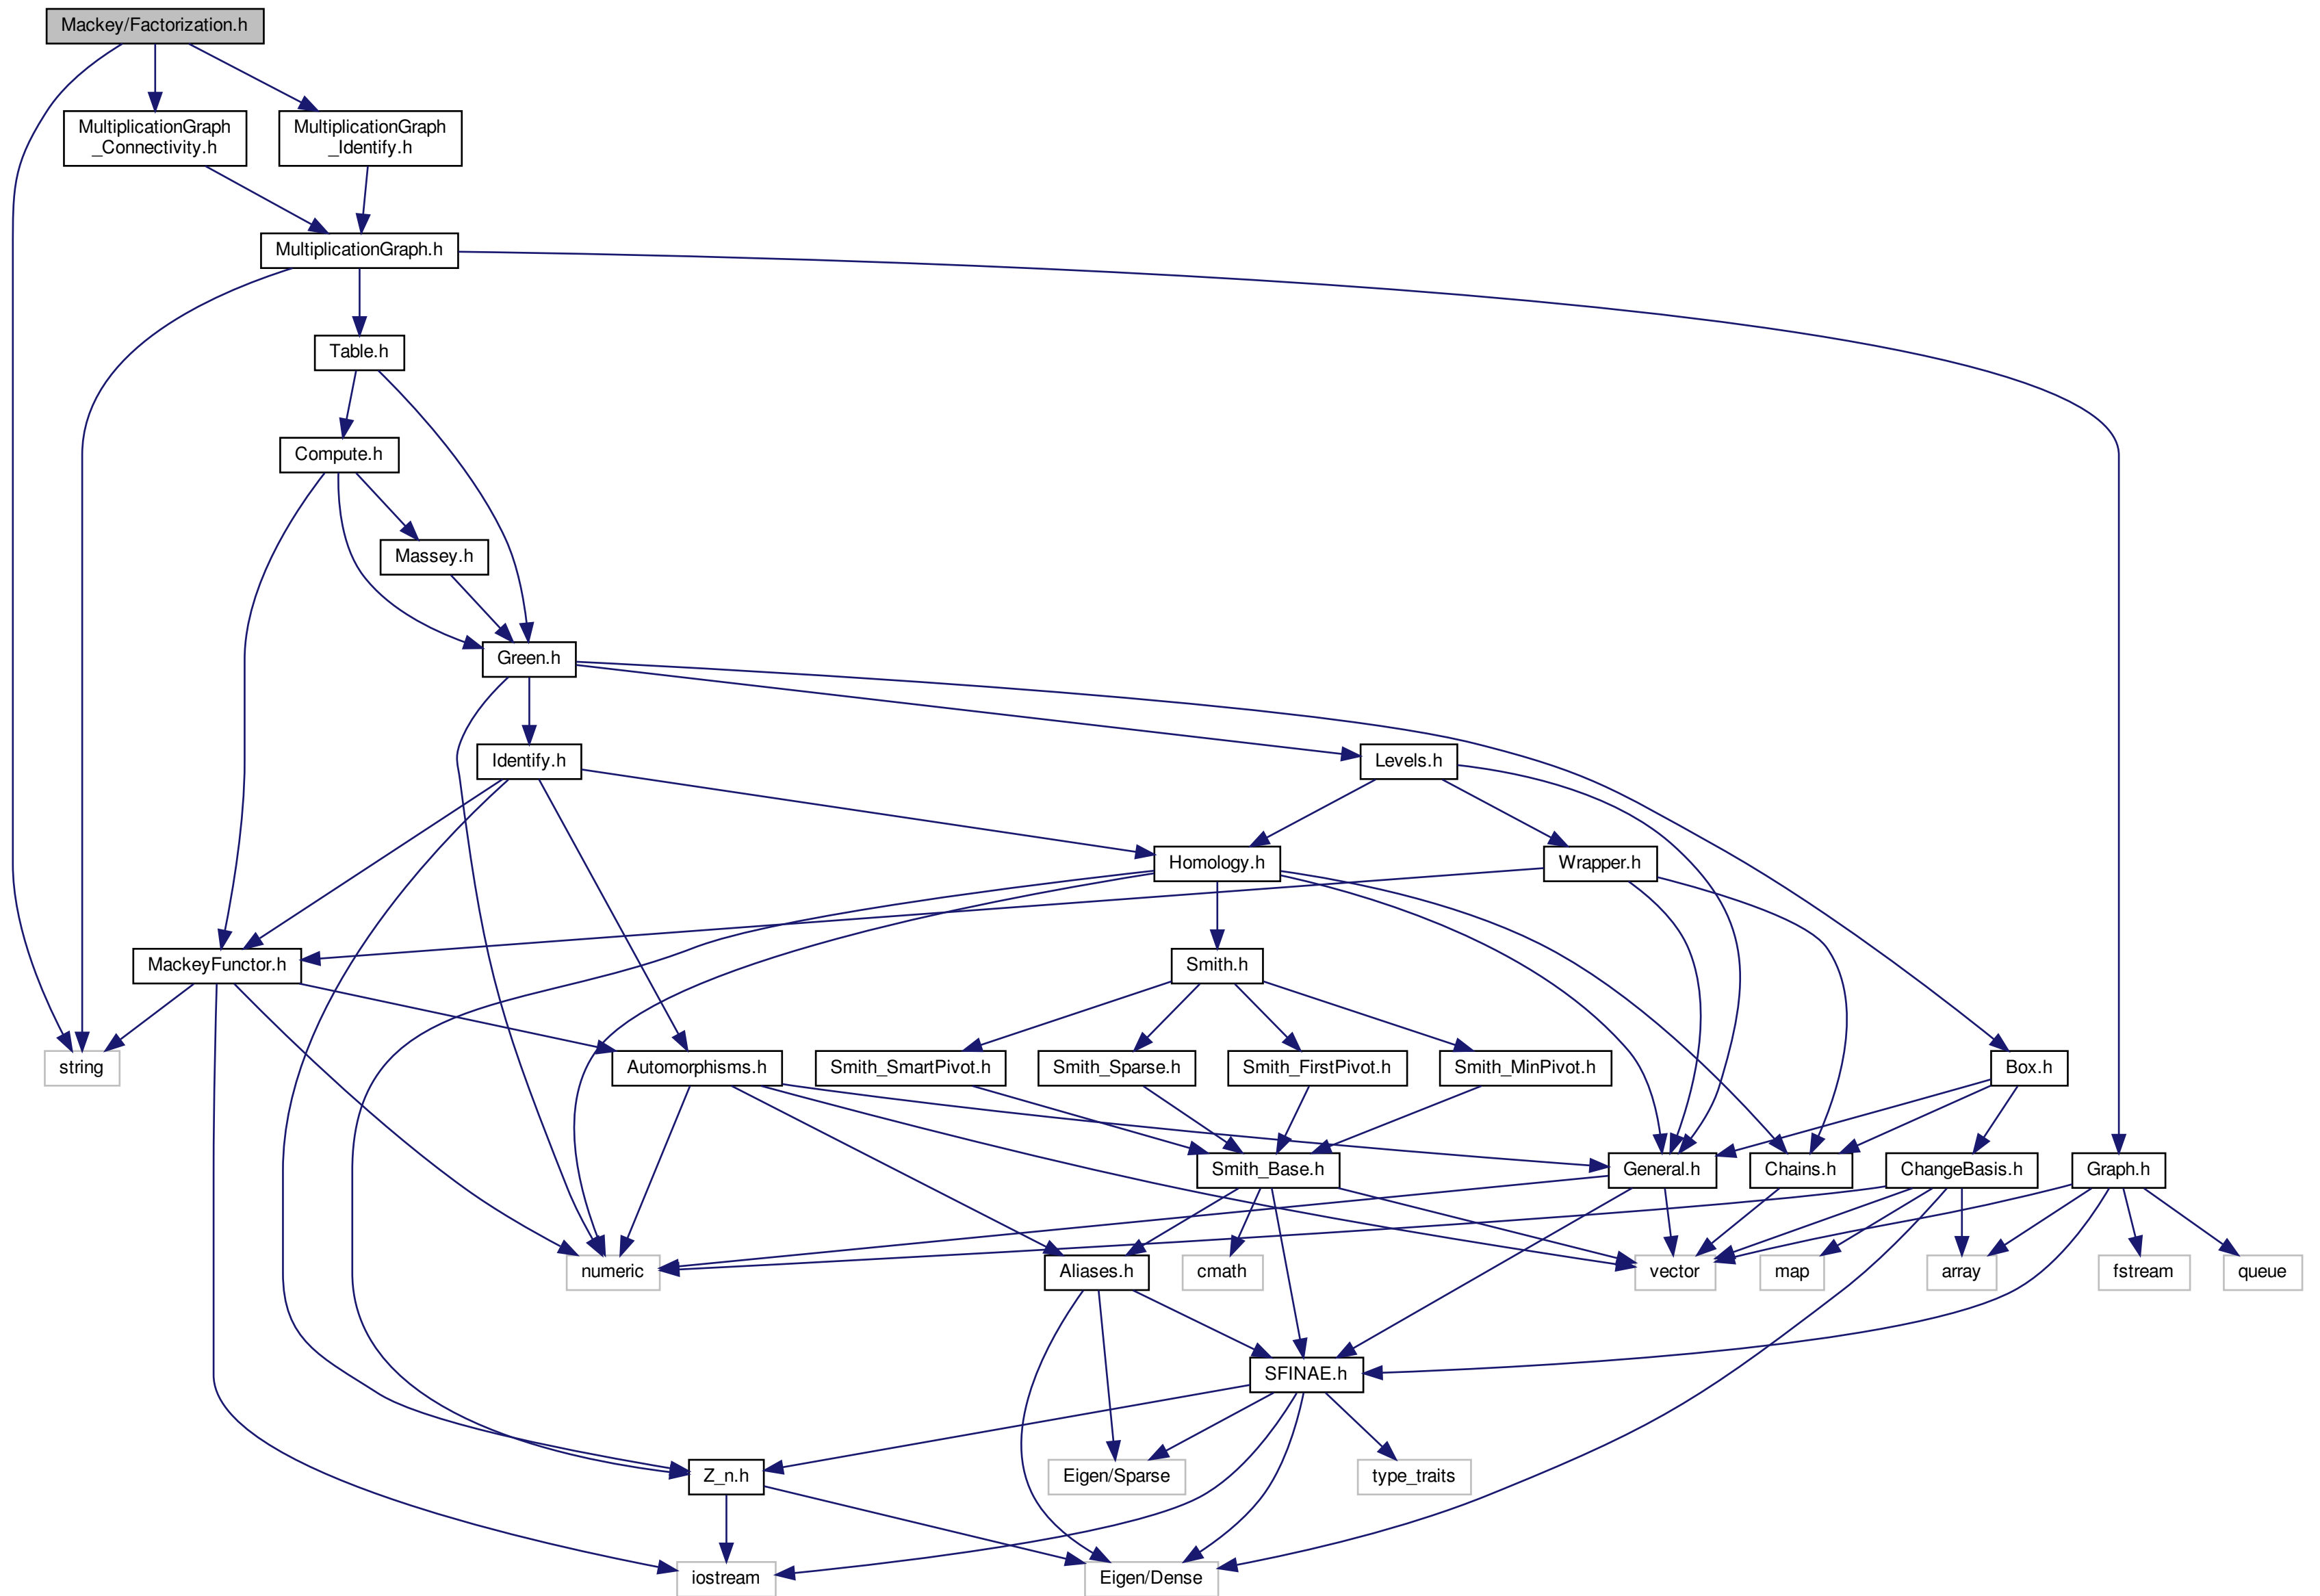 Mackey/Factorization.h
MultiplicationGraph
_Connectivity.h
MultiplicationGraph
_Identify.h
MultiplicationGraph.h
Table.h
Compute.h
Massey.h
Green.h
Identify.h
Levels.h
Homology.h
Wrapper.h
MackeyFunctor.h
Smith.h
string
Automorphisms.h
Smith_SmartPivot.h
Smith_Sparse.h
Smith_FirstPivot.h
Smith_MinPivot.h
Box.h
Smith_Base.h
General.h
Chains.h
ChangeBasis.h
Graph.h
numeric
Aliases.h
cmath
vector
map
array
fstream
queue
SFINAE.h
Z_n.h
Eigen/Sparse
type_traits
iostream
Eigen/Dense